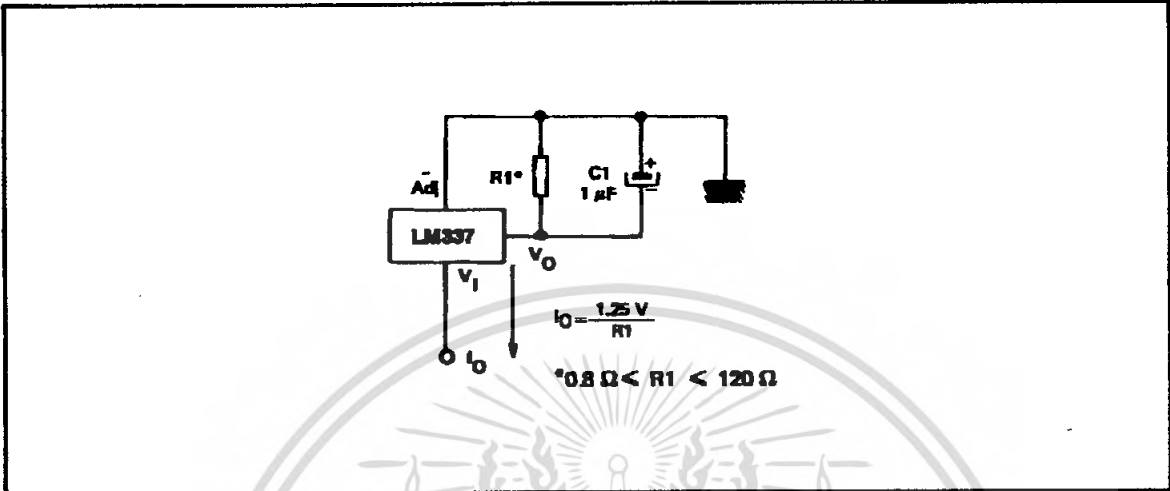 R1*
C1
1 µF
+
−
Adj
LM337
V_O
V_I
I_O
I_O = 1.25 V / R1
*0.8 Ω < R1 < 120 Ω